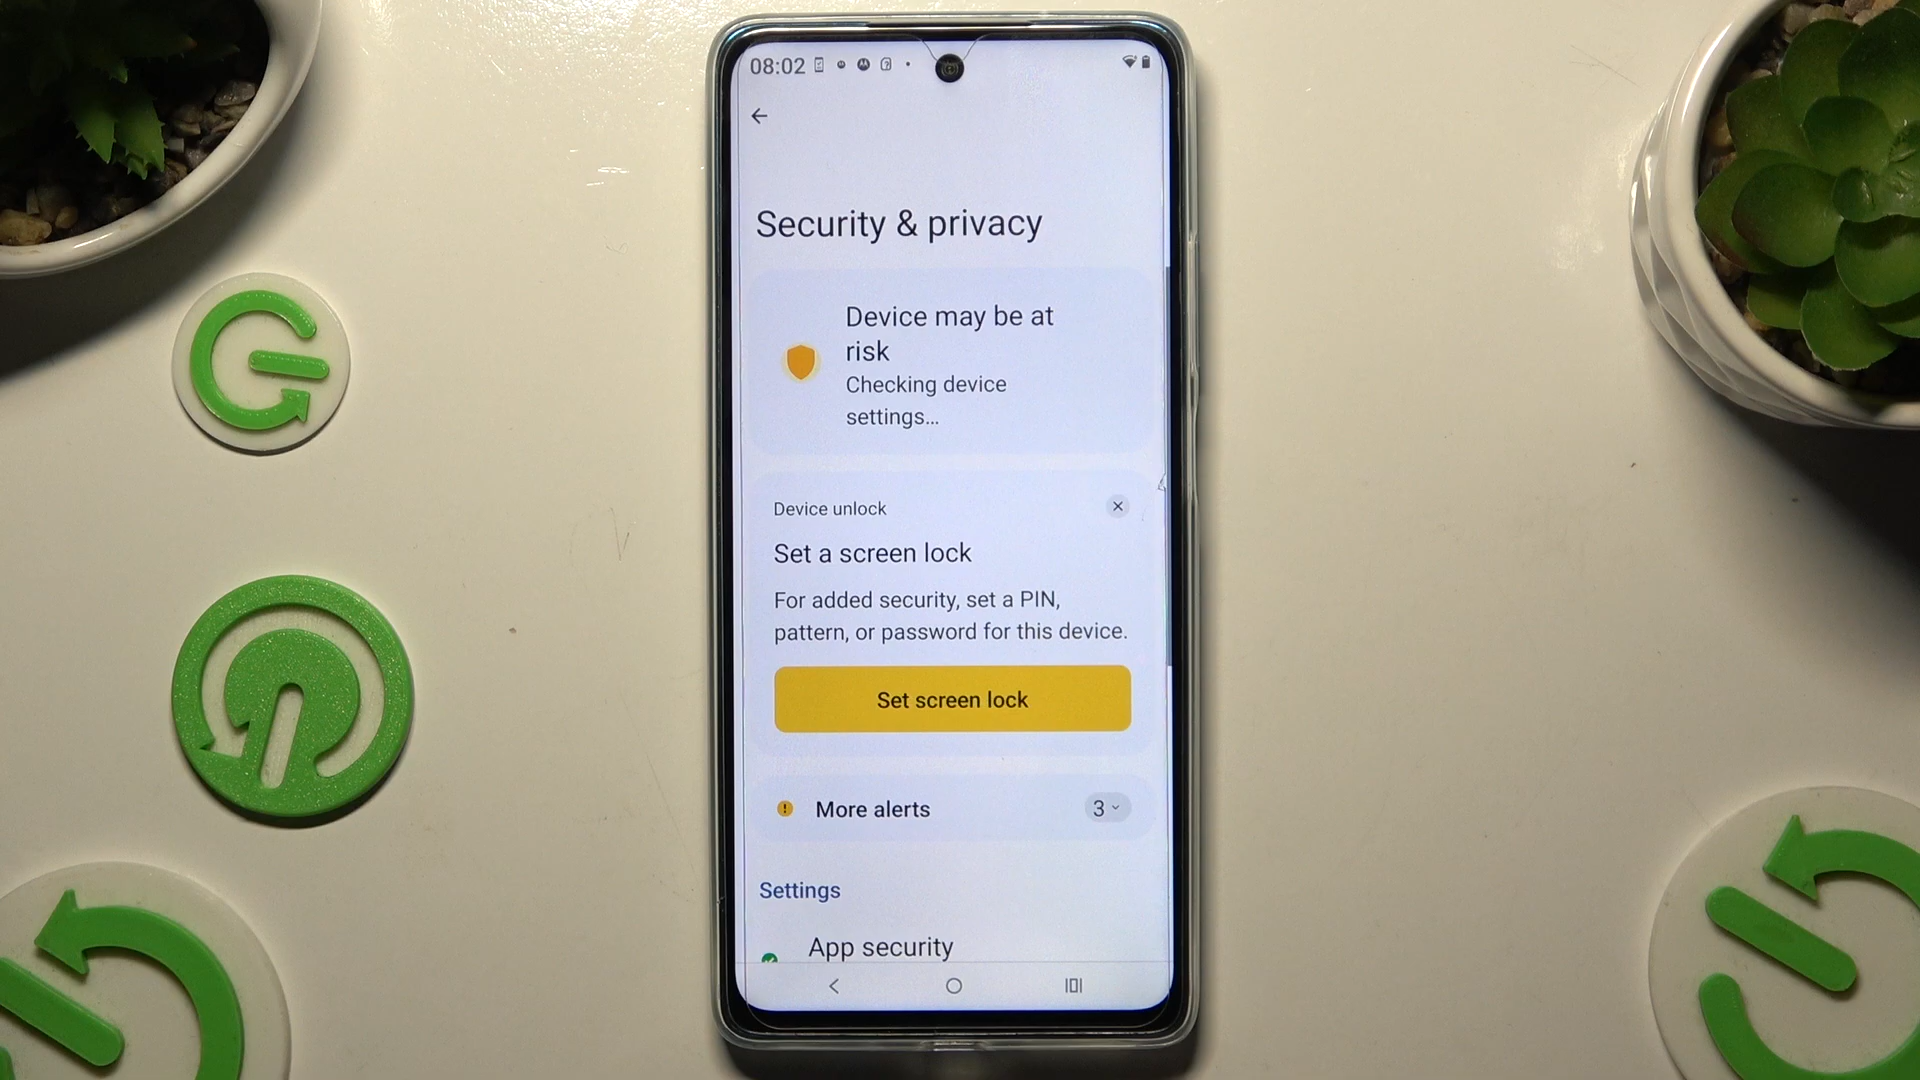 08:02
Security & privacy
Device may be at
risk
Checking device
settings...
Device unlock
Set a screen lock
For added security, set a PIN,
pattern, or password for this device.
Set screen lock
More alerts
3
Settings
App security